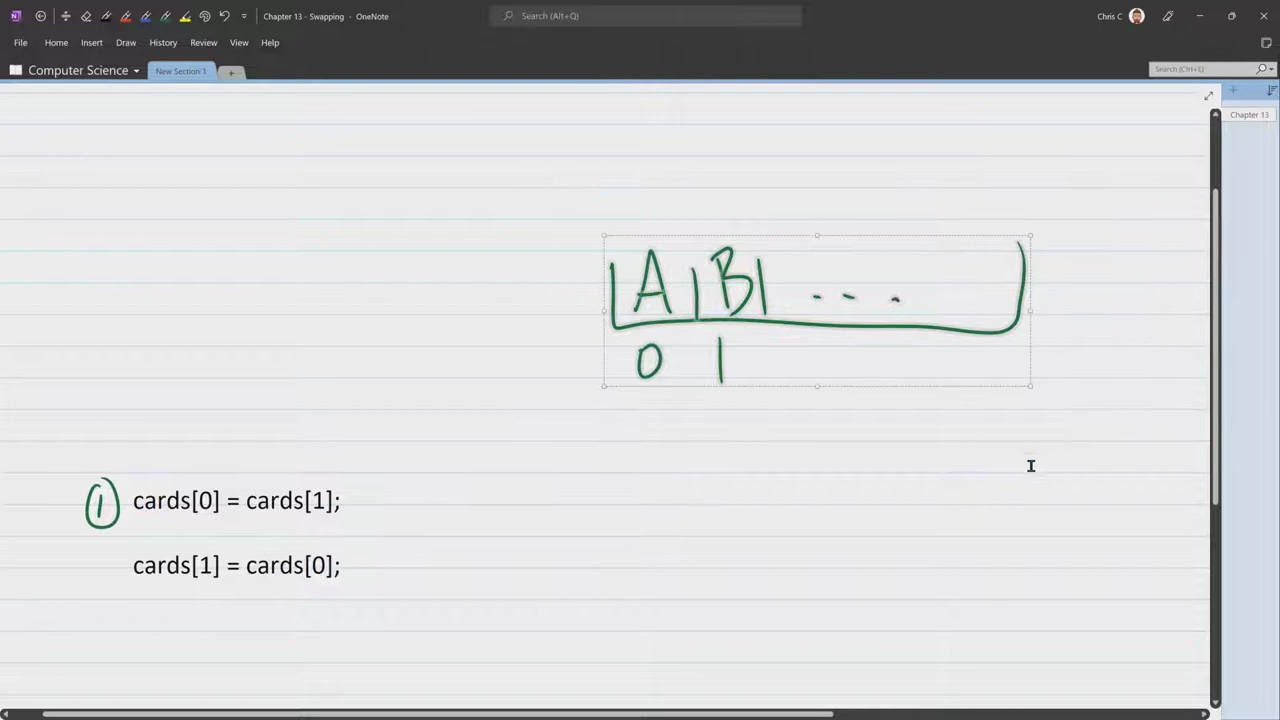 Chapter 13 - Swapping - OneNote
Search (Alt+Q)
Chris C
File Home Insert Draw History Review View Help
Computer Science
New Section 1
+
Search (Ctrl+E)
Chapter 13
A B ...
0 1
1 cards[0] = cards[1];
cards[1] = cards[0];